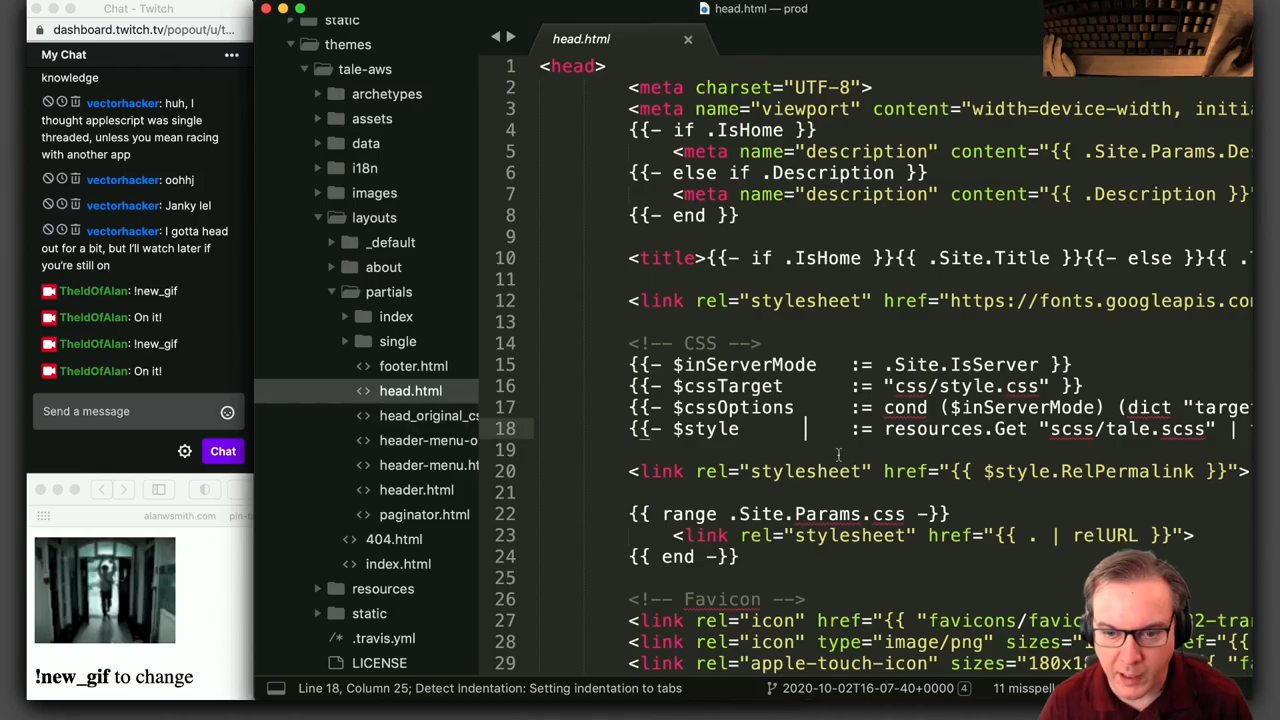 Chat - Twitch
dashboard.twitch.tv/popout/u/t...
My Chat
knowledge
vectorhacker: huh, I
thought applescript was single
threaded, unless you mean racing
with another app
vectorhacker: oohhj
vectorhacker: Janky lel
vectorhacker: I gotta head
out for a bit, but I'll watch later if
you're still on
TheIdOfAlan: !new_gif
TheIdOfAlan: On it!
TheIdOfAlan: !new_gif
TheIdOfAlan: On it!
Send a message
Chat
alanwsmith.com
pin-ta
!new_gif to change
static
themes
tale-aws
archetypes
assets
data
i18n
images
layouts
_default
about
partials
index
single
footer.html
head.html
head_original_cs
header-menu-o
header-menu.ht
header.html
paginator.html
404.html
index.html
resources
static
.travis.yml
LICENSE
head.html — prod
head.html
1 <head>
2 <meta charset="UTF-8">
3 <meta name="viewport" content="width=device-width, initia
4 {{- if .IsHome }}
5 <meta name="description" content="{{ .Site.Params.De
6 {{- else if .Description }}
7 <meta name="description" content="{{ .Description }}"
8 {{- end }}
9
10 <title>{{- if .IsHome }}{{ .Site.Title }}{{- else }}{{ .
11
12 <link rel="stylesheet" href="https://fonts.googleapis.co
13
14 <!-- CSS -->
15 {{- $inServerMode := .Site.IsServer }}
16 {{- $cssTarget := "css/style.css" }}
17 {{- $cssOptions := cond ($inServerMode) (dict "targe
18 {{- $style := resources.Get "scss/tale.scss" |
19
20 <link rel="stylesheet" href="{{ $style.RelPermalink }}">
21
22 {{ range .Site.Params.css -}}
23 <link rel="stylesheet" href="{{ . | relURL }}">
24 {{ end -}}
25
26 <!-- Favicon -->
27 <link rel="icon" href="{{ "favicons/favic 2-tra
28 <link rel="icon" type="image/png" sizes= ef="{{
29 <link rel="apple-touch-icon" sizes="180x1 {{ "fa
Line 18, Column 25; Detect Indentation: Setting indentation to tabs
2020-10-02T16-07-40+0000 4
11 misspe